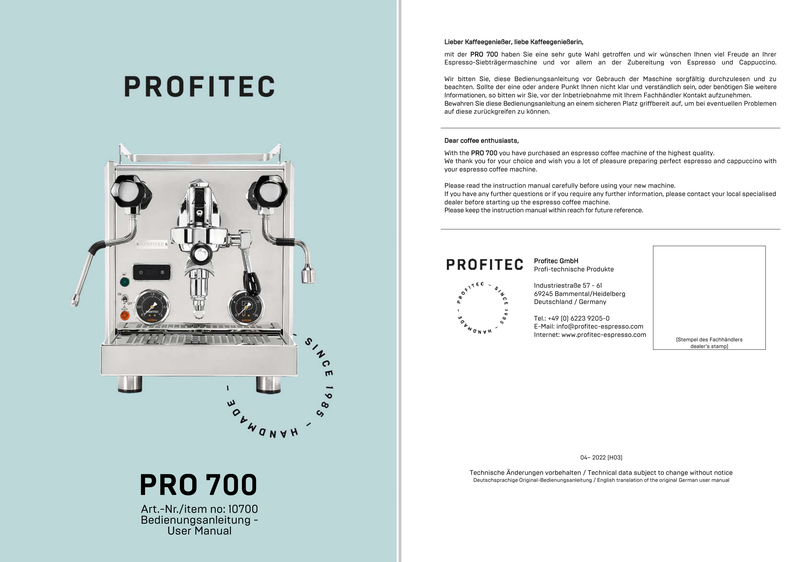 PROFITEC
- SINCE 1985 - HANDMADE
PRO 700
Art.-Nr./item no: 10700
Bedienungsanleitung -
User Manual
Lieber Kaffeegenießer, liebe Kaffeegenießerin,
mit der PRO 700 haben Sie eine sehr gute Wahl getroffen und wir wünschen Ihnen viel Freude an Ihrer
Espresso-Siebträgermaschine und vor allem an der Zubereitung von Espresso und Cappuccino.
Wir bitten Sie, diese Bedienungsanleitung vor Gebrauch der Maschine sorgfältig durchzulesen und zu
beachten. Sollte der eine oder andere Punkt Ihnen nicht klar und verständlich sein, oder benötigen Sie weitere
Informationen, so bitten wir Sie, vor der Inbetriebnahme mit Ihrem Fachhändler Kontakt aufzunehmen.
Bewahren Sie diese Bedienungsanleitung an einem sicheren Platz griffbereit auf, um bei eventuellen Problemen
auf diese zurückgreifen zu können.
Dear coffee enthusiasts,
With the PRO 700 you have purchased an espresso coffee machine of the highest quality.
We thank you for your choice and wish you a lot of pleasure preparing perfect espresso and cappuccino with
your espresso coffee machine.
Please read the instruction manual carefully before using your new machine.
If you have any further questions or if you require any further information, please contact your local specialised
dealer before starting up the espresso coffee machine.
Please keep the instruction manual within reach for future reference.
PROFITEC
PROFITEC - SINCE 1985 - HANDMADE -
Profitec GmbH
Profi-technische Produkte
Industriestraße 57 - 61
69245 Bammental/Heidelberg
Deutschland / Germany
Tel.: +49 (0) 6223 9205-0
E-Mail: info@profitec-espresso.com
Internet: www.profitec-espresso.com
(Stempel des Fachhändlers
dealer's stamp)
04- 2022 (H03)
Technische Änderungen vorbehalten / Technical data subject to change without notice
Deutschsprachige Original-Bedienungsanleitung / English translation of the original German user manual